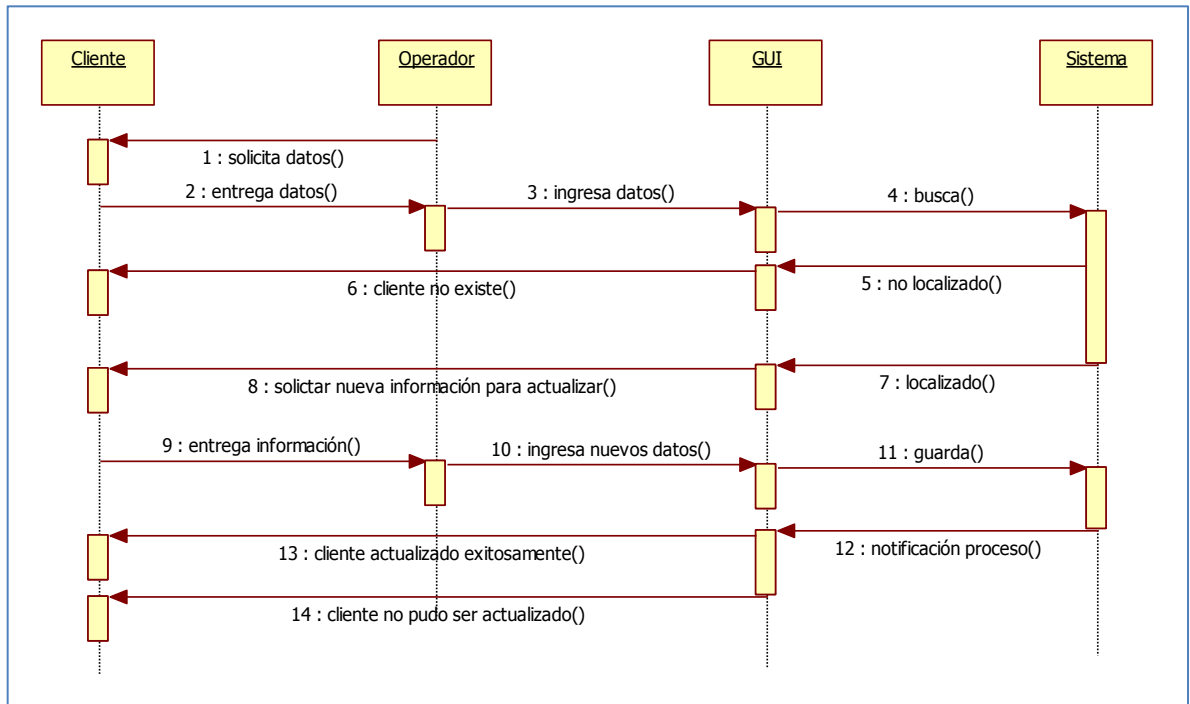 Cliente
Operador
GUI
Sistema
1 : solicita datos()
2 : entrega datos()
3 : ingresa datos()
4 : busca()
5 : no localizado()
6 : cliente no existe()
7 : localizado()
8 : solictar nueva información para actualizar()
9 : entrega información()
10 : ingresa nuevos datos()
11 : guarda()
12 : notificación proceso()
13 : cliente actualizado exitosamente()
14 : cliente no pudo ser actualizado()